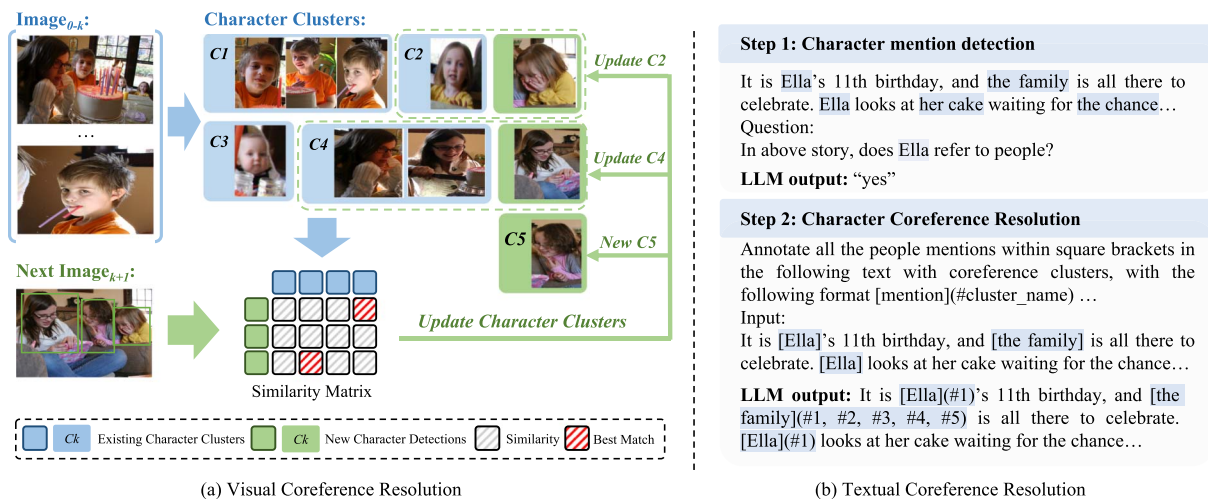 Image0-k:
Character Clusters:
C1
C2
Update C2
...
C3
C4
Update C4
C5
New C5
Next Imagek+1:
Update Character Clusters
Similarity Matrix
Ck Existing Character Clusters
Ck New Character Detections
Similarity
Best Match
(a) Visual Coreference Resolution
Step 1: Character mention detection
It is Ella's 11th birthday, and the family is all there to
celebrate. Ella looks at her cake waiting for the chance…
Question:
In above story, does Ella refer to people?
LLM output: “yes”
Step 2: Character Coreference Resolution
Annotate all the people mentions within square brackets in
the following text with coreference clusters, with the
following format [mention](#cluster_name) …
Input:
It is [Ella]'s 11th birthday, and [the family] is all there to
celebrate. [Ella] looks at her cake waiting for the chance…
LLM output: It is [Ella](#1)'s 11th birthday, and [the
family](#1, #2, #3, #4, #5) is all there to celebrate.
[Ella](#1) looks at her cake waiting for the chance…
(b) Textual Coreference Resolution